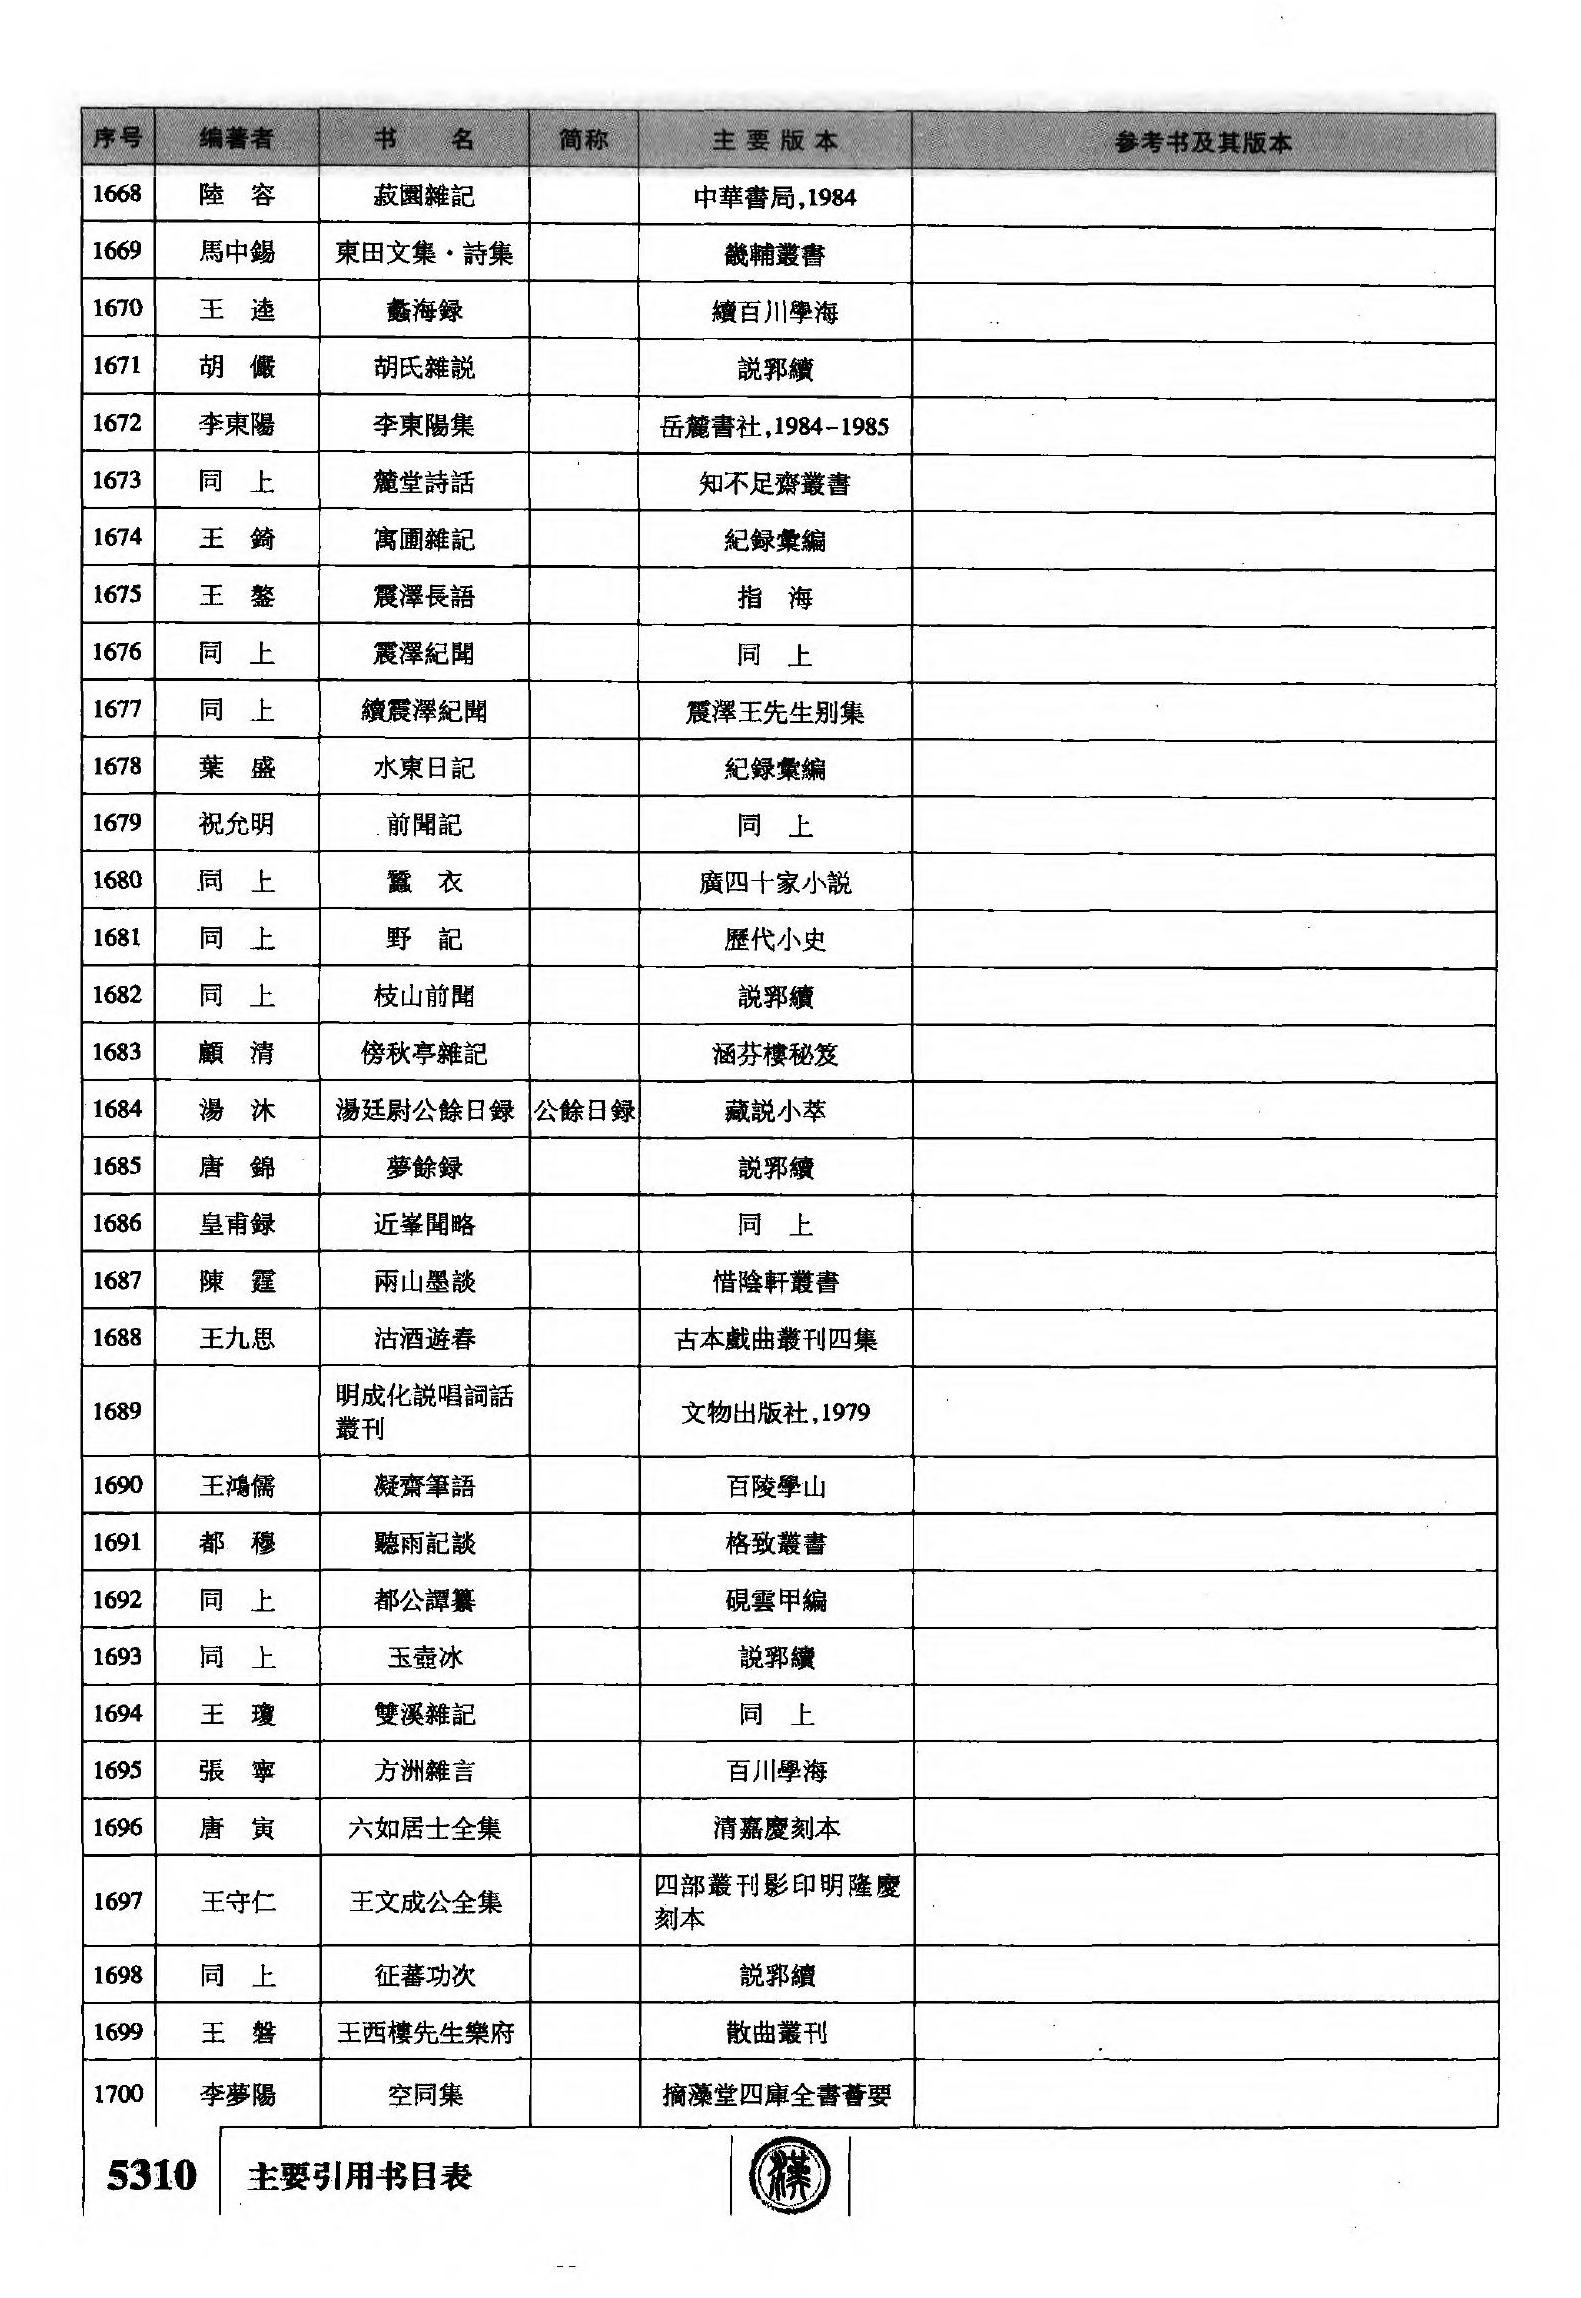 序号 编著者 书 名 简称 主要版本 参考书及其版本
1668 陸 容 菽園雜記 中華書局,1984
1669 馬中錫 東田文集·詩集 畿輔叢書
1670 王 逵 蠡海録 續百川學海
1671 胡 儼 胡氏雜説 説郛續
1672 李東陽 李東陽集 岳麓書社,1984-1985
1673 同 上 麓堂詩話 知不足齋叢書
1674 王 錡 寓圃雜記 紀録彙編
1675 王 鏊 震澤長語 指 海
1676 同 上 震澤紀聞 同 上
1677 同 上 續震澤紀聞 震澤王先生别集
1678 葉 盛 水東日記 紀録彙編
1679 祝允明 前聞記 同 上
1680 同 上 蠶 衣 廣四十家小説
1681 同 上 野 記 歷代小史
1682 同 上 枝山前聞 説郛續
1683 顧 清 傍秋亭雜記 涵芬樓秘笈
1684 湯 沐 湯廷尉公餘日録 公餘日録 藏説小萃
1685 唐 錦 夢餘録 説郛續
1686 皇甫録 近峯聞略 同 上
1687 陳 霆 兩山墨談 惜陰軒叢書
1688 王九思 沽酒遊春 古本戲曲叢刊四集
1689 明成化説唱詞話
叢刊 文物出版社,1979
1690 王鴻儒 凝齋筆語 百陵學山
1691 都 穆 聽雨記談 格致叢書
1692 同 上 都公譚纂 硯雲甲編
1693 同 上 玉壺冰 説郛續
1694 王 瓊 雙溪雜記 同 上
1695 張 寧 方洲雜言 百川學海
1696 唐 寅 六如居士全集 清嘉慶刻本
1697 王守仁 王文成公全集 四部叢刊影印明隆慶
刻本
1698 同 上 征蕃功次 説郛續
1699 王 磐 王西樓先生樂府 散曲叢刊
1700 李夢陽 空同集 摛藻堂四庫全書薈要
5310 主要引用书目表 漢